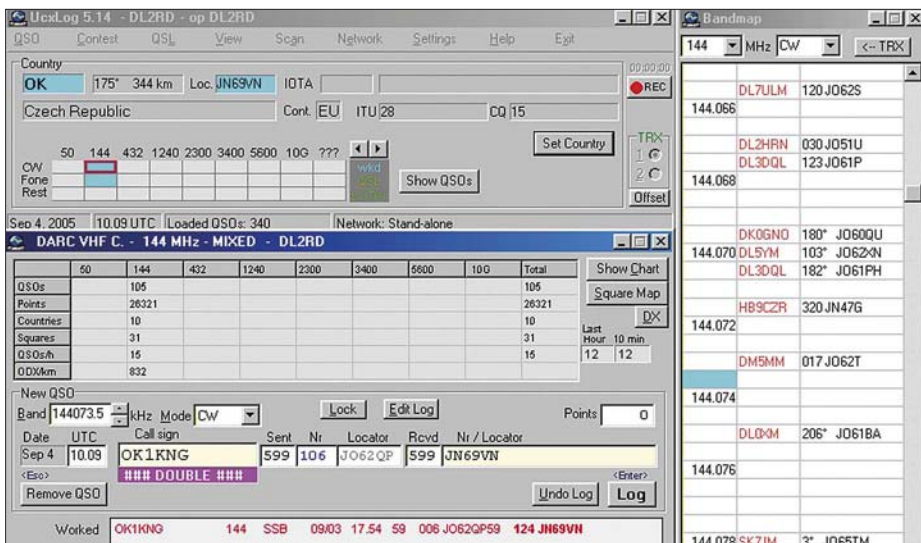 UcxLog 5.14 - DL2RD - op DL2RD
QSO Contest QSL View Scan Network Settings Help Exit
Country
OK 175° 344 km Loc. JN69VN IOTA
00:00:00
REC
Czech Republic Cont. EU ITU 28 CQ 15
Set Country
TRX
1
2
Offset
50 144 432 1240 2300 3400 5600 10G ???
CW
Fone
Rest
wkd
Show QSOs
Sep 4, 2005 10.09 UTC Loaded QSOs: 340 Network: Stand-alone
DARC VHF C. - 144 MHz - MIXED - DL2RD
50 144 432 1240 2300 3400 5600 10G Total
QSOs 105 105
Points 26321 26321
Countries 10 10
Squares 31 31
QSOs/h 15 15
ODX/km 832
Show Chart
Square Map
DX
Last Hour 10 min
12 12
New QSO
Band 144073.5 kHz Mode CW Lock Edit Log Points 0
Date UTC Call sign Sent Nr Locator Rcvd Nr / Locator
Sep 4 10.09 OK1KNG 599 106 JO62QP 599 JN69VN
<Esc> ### DOUBLE ### <Enter>
Remove QSO Undo Log Log
Worked OK1KNG 144 SSB 09/03 17.54 59 006 JO62QP59 124 JN69VN
Bandmap
144 MHz CW <-- TRX
DL7ULM 120 JO62S
144.066
DL2HRN 030 JO51U
DL3DQL 123 JO61P
144.068
DK0GNO 180° JO60QU
144.070 DL5YM 103° JO62XN
DL3DQL 182° JO61PH
HB9CZR 320 JN47G
144.072
DM5MM 017 JO62T
144.074
DL0XM 206° JO61BA
144.076
144.078 SK7JM 3° JO65TM